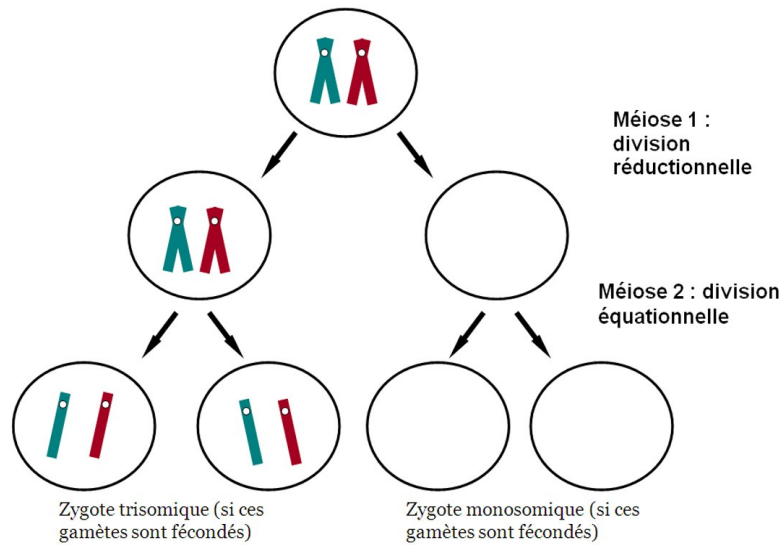 Méiose 1 :
division
réductionnelle
Méiose 2 : division
équationnelle
Zygote trisomique (si ces
gamètes sont fécondés)
Zygote monosomique (si ces
gamètes sont fécondés)